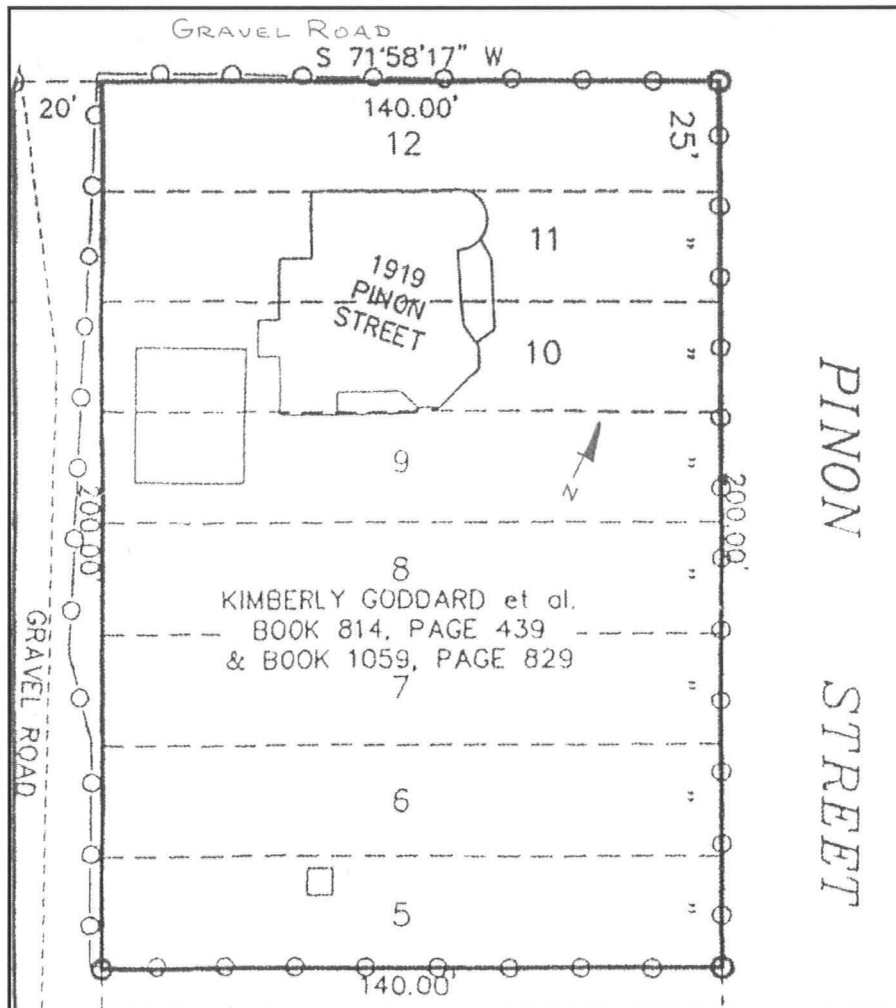 GRAVEL ROAD
S 71°58'17" W
20'
140.00'
25'
12
11
"
1919
PINON
STREET
10
"
9
"
N
200.00'
200.00'
8
"
KIMBERLY GODDARD et al.
BOOK 814, PAGE 439
& BOOK 1059, PAGE 829
7
"
GRAVEL ROAD
6
"
5
"
140.00'
PINON STREET